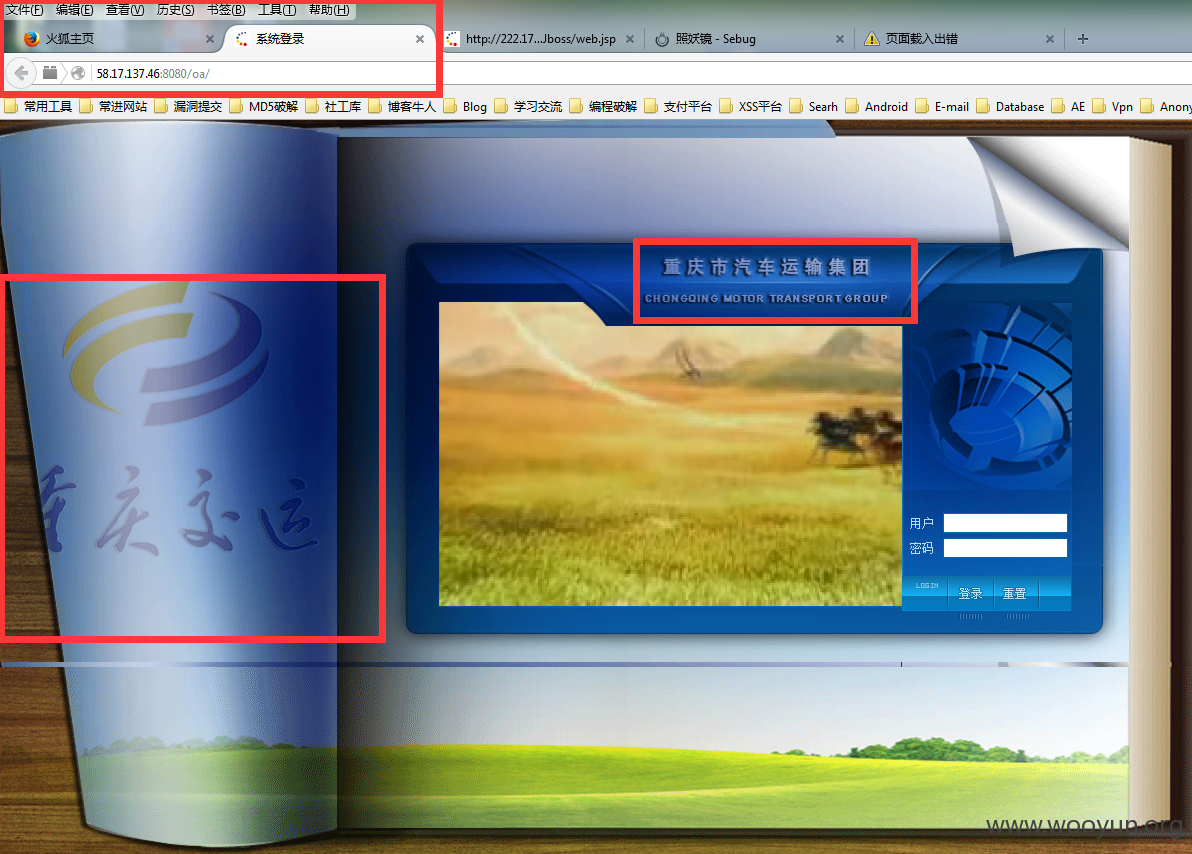 文件(F) 编辑(E) 查看(V) 历史(S) 书签(B) 工具(T) 帮助(H)
火狐主页 系统登录 http://222.17...Jboss/web.jsp 照妖镜 - Sebug 页面载入出错
58.17.137.46:8080/oa/
常用工具 常进网站 漏洞提交 MD5破解 社工库 博客牛人 Blog 学习交流 编程破解 支付平台 XSS平台 Searh Android E-mail Database AE Vpn Anony
重庆市汽车运输集团
CHONGQING MOTOR TRANSPORT GROUP
重庆交运
用户
密码
LOGIN 登录 重置
www.wooyun.org